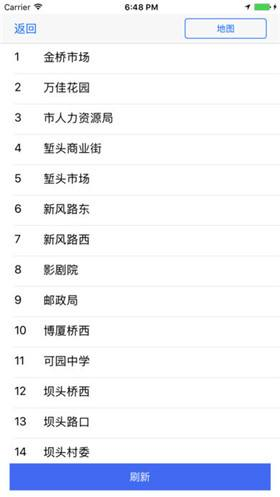 Carrier 6:48 PM
返回 地图
1 金桥市场
2 万佳花园
3 市人力资源局
4 堑头商业街
5 堑头市场
6 新风路东
7 新风路西
8 影剧院
9 邮政局
10 博厦桥西
11 可园中学
12 坝头桥西
13 坝头路口
14 坝头村委
刷新